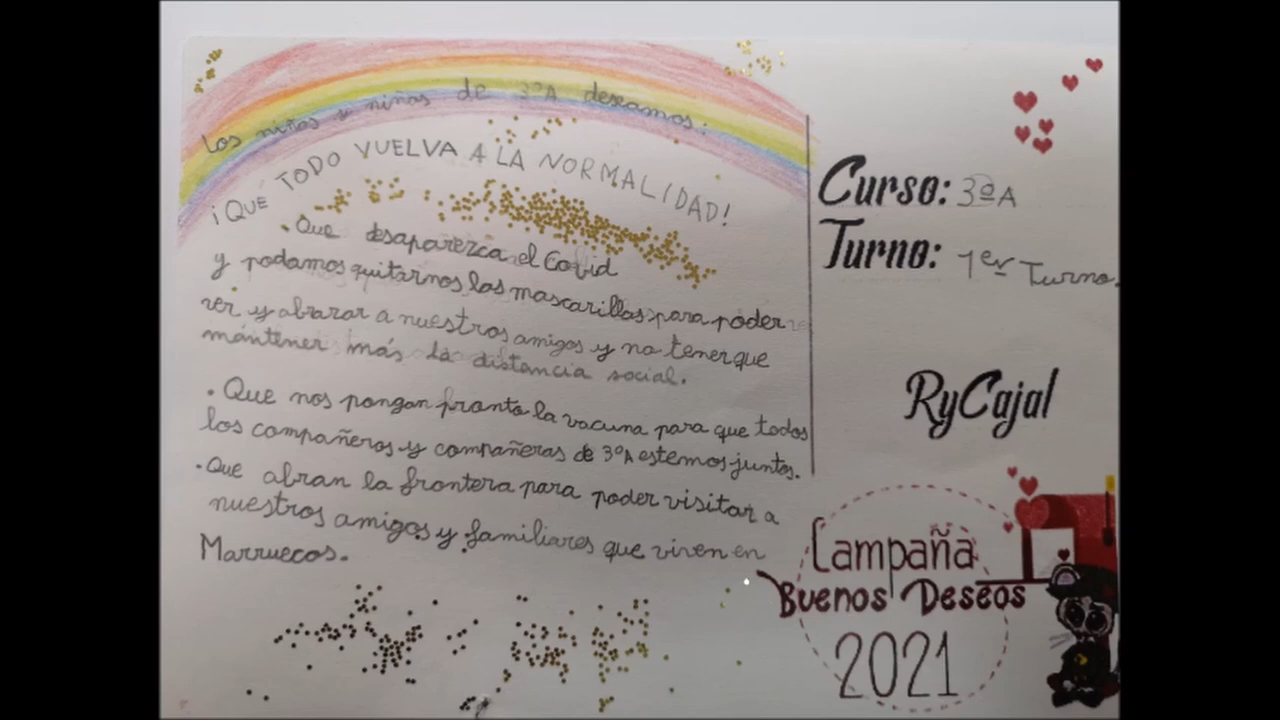 Los niños y niñas de 3ºA deseamos:
¡QUE TODO VUELVA A LA NORMALIDAD!
. Que desaparezca el Covid
y podamos quitarnos las mascarillas para poder
ver y abrazar a nuestros amigos y no tener que
mantener más la distancia social.
. Que nos pongan pronto la vacuna para que todos
los compañeros y compañeras de 3ºA estemos juntos.
. Que abran la frontera para poder visitar a
nuestros amigos y familiares que viven en
Marruecos.
Curso: 3ºA
Turno: 1er Turno.
RyCajal
Campaña
Buenos Deseos
2021